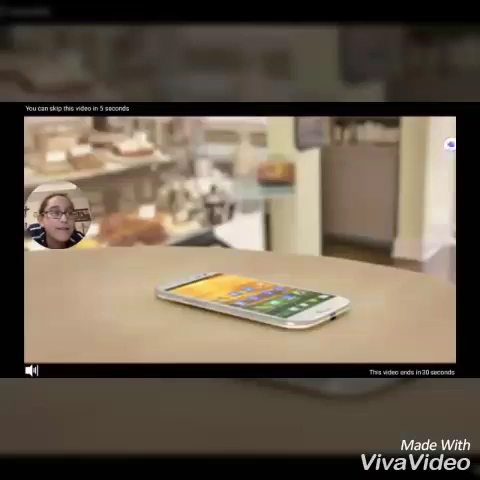 You can skip this video in 5 seconds
This video ends in 30 seconds
Made With
VivaVideo